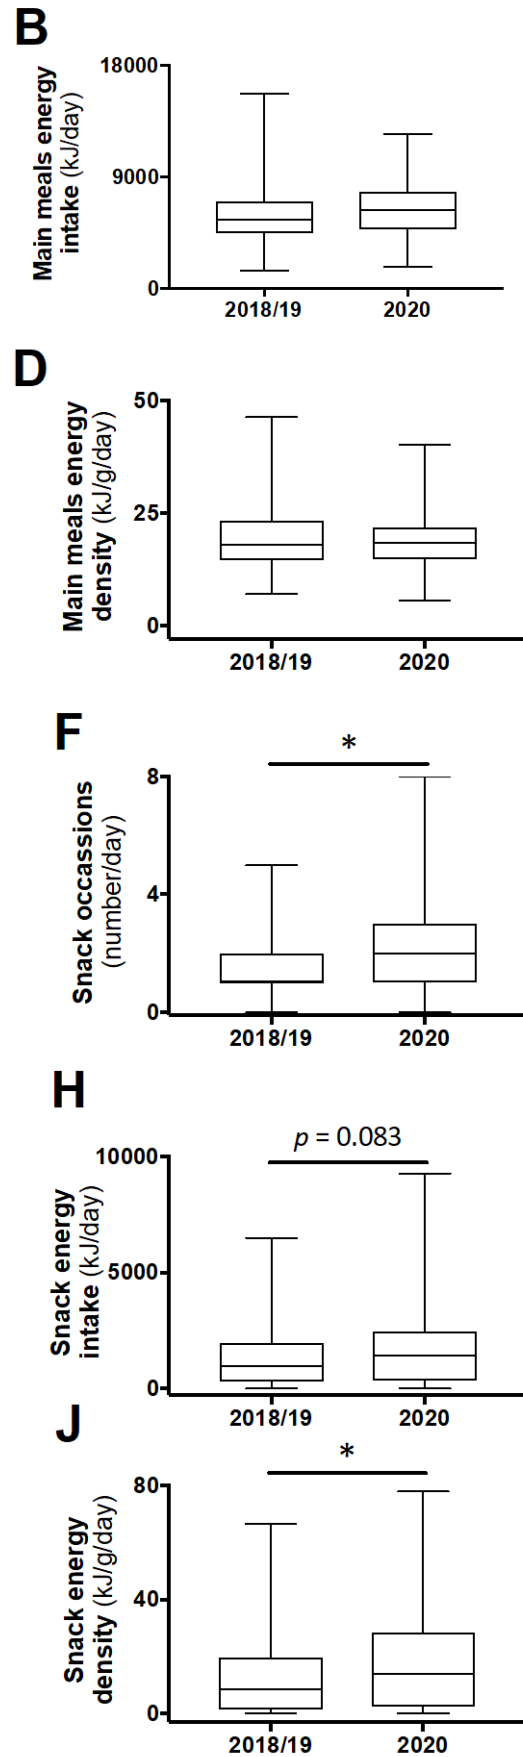 B
Main meals energy
intake (kJ/day)
18000
9000
0
2018/19 2020
D
Main meals energy
density (kJ/g/day)
50
25
0
2018/19 2020
F
*
Snack occassions
(number/day)
8
4
0
2018/19 2020
H
p = 0.083
Snack energy
intake (kJ/day)
10000
5000
0
2018/19 2020
J
*
Snack energy
density (kJ/g/day)
80
40
0
2018/19 2020